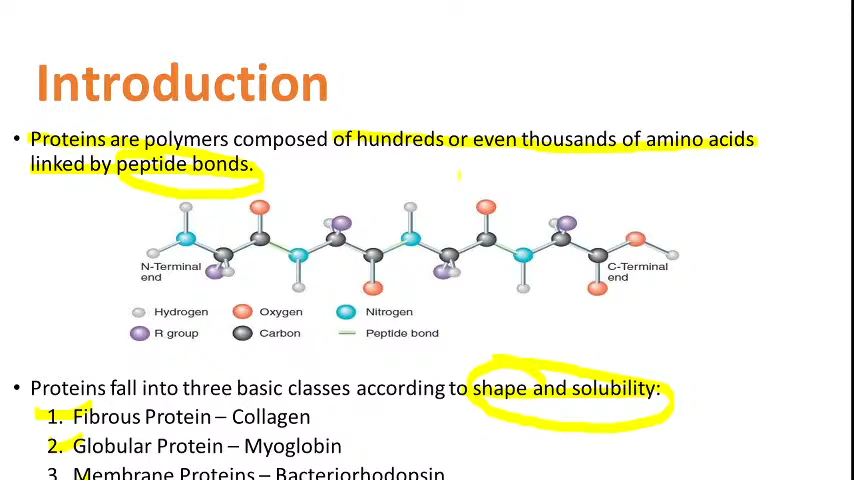 Introduction
• Proteins are polymers composed of hundreds or even thousands of amino acids
linked by peptide bonds.
N-Terminal
end
C-Terminal
end
Hydrogen
Oxygen
Nitrogen
R group
Carbon
Peptide bond
• Proteins fall into three basic classes according to shape and solubility:
1. Fibrous Protein – Collagen
2. Globular Protein – Myoglobin
3. Membrane Proteins – Bacteriorhodopsin